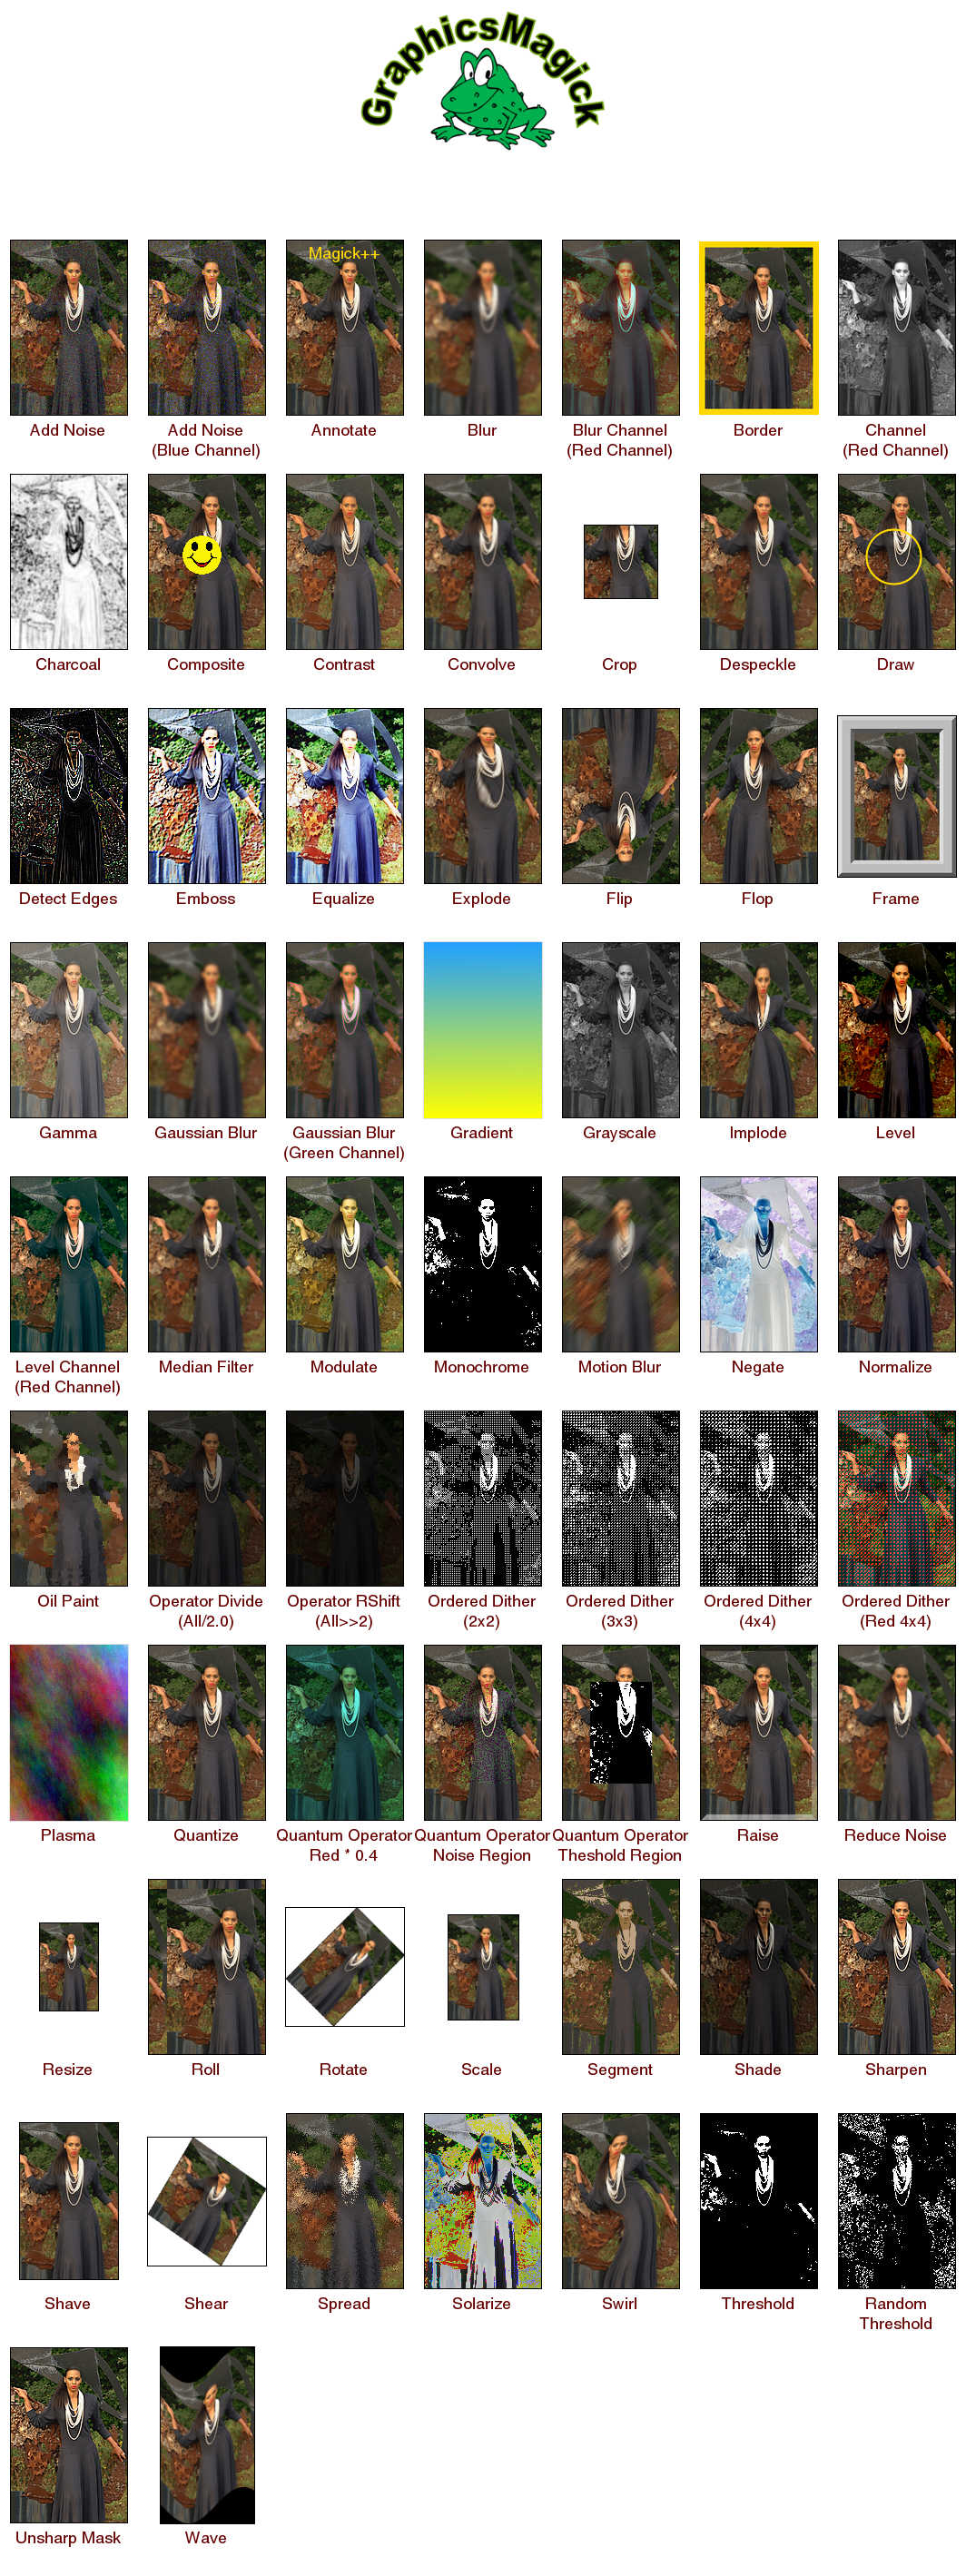 GraphicsMagick
Magick++
Add Noise
Add Noise
(Blue Channel)
Annotate
Blur
Blur Channel
(Red Channel)
Border
Channel
(Red Channel)
Charcoal
Composite
Contrast
Convolve
Crop
Despeckle
Draw
Detect Edges
Emboss
Equalize
Explode
Flip
Flop
Frame
Gamma
Gaussian Blur
Gaussian Blur
(Green Channel)
Gradient
Grayscale
Implode
Level
Level Channel
(Red Channel)
Median Filter
Modulate
Monochrome
Motion Blur
Negate
Normalize
Oil Paint
Operator Divide
(All/2.0)
Operator RShift
(All>>2)
Ordered Dither
(2x2)
Ordered Dither
(3x3)
Ordered Dither
(4x4)
Ordered Dither
(Red 4x4)
Plasma
Quantize
Quantum Operator
Red * 0.4
Quantum Operator
Noise Region
Quantum Operator
Theshold Region
Raise
Reduce Noise
Resize
Roll
Rotate
Scale
Segment
Shade
Sharpen
Shave
Shear
Spread
Solarize
Swirl
Threshold
Random
Threshold
Unsharp Mask
Wave